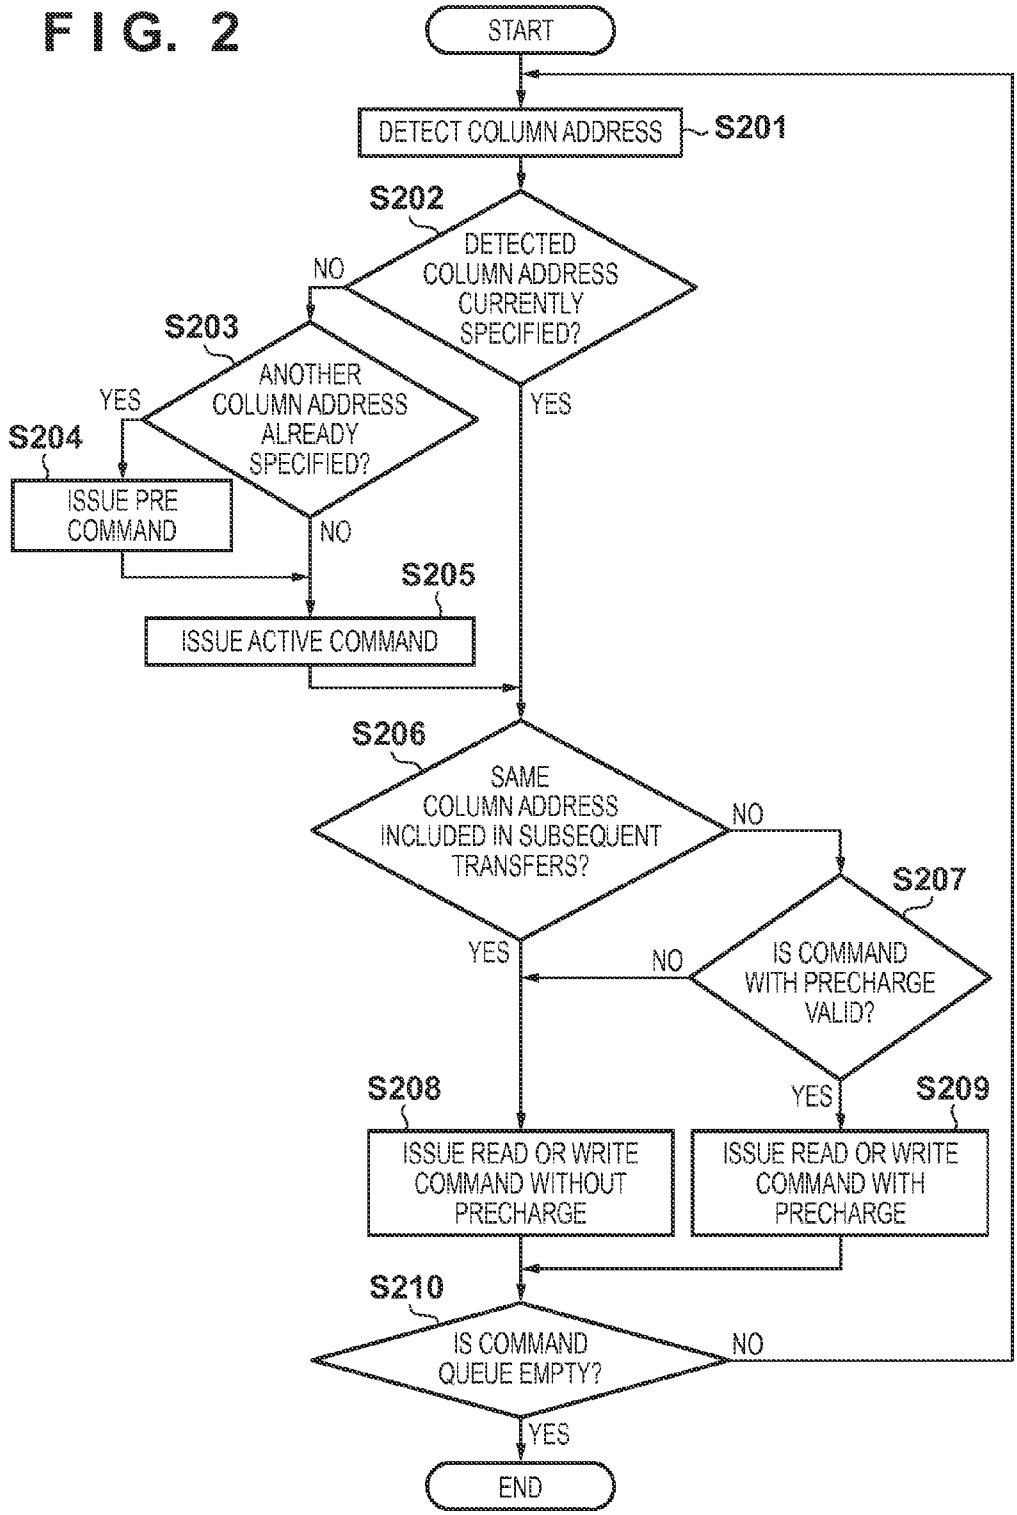 FIG. 2
START
DETECT COLUMN ADDRESS
S201
S202
DETECTED
COLUMN ADDRESS
CURRENTLY
SPECIFIED?
NO
YES
S203
ANOTHER
COLUMN ADDRESS
ALREADY
SPECIFIED?
YES
NO
S204
ISSUE PRE
COMMAND
S205
ISSUE ACTIVE COMMAND
S206
SAME
COLUMN ADDRESS
INCLUDED IN SUBSEQUENT
TRANSFERS?
NO
YES
S207
IS COMMAND
WITH PRECHARGE
VALID?
NO
YES
S208
ISSUE READ OR WRITE
COMMAND WITHOUT
PRECHARGE
S209
ISSUE READ OR WRITE
COMMAND WITH
PRECHARGE
S210
IS COMMAND
QUEUE EMPTY?
NO
YES
END